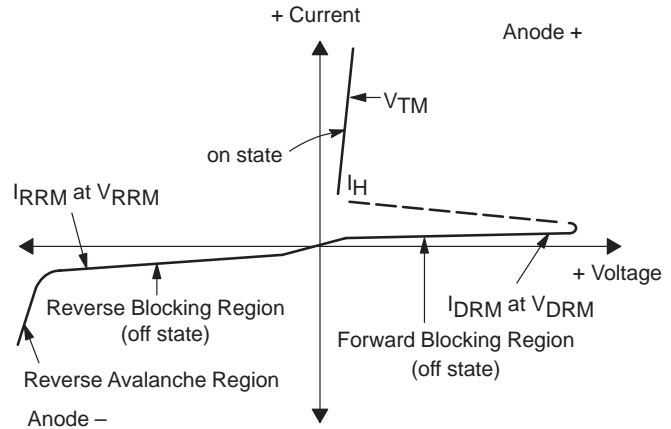 + Current
Anode +
VTM
on state
IH
IRRM at VRRM
+ Voltage
Reverse Blocking Region
(off state)
IDRM at VDRM
Forward Blocking Region
(off state)
Reverse Avalanche Region
Anode –